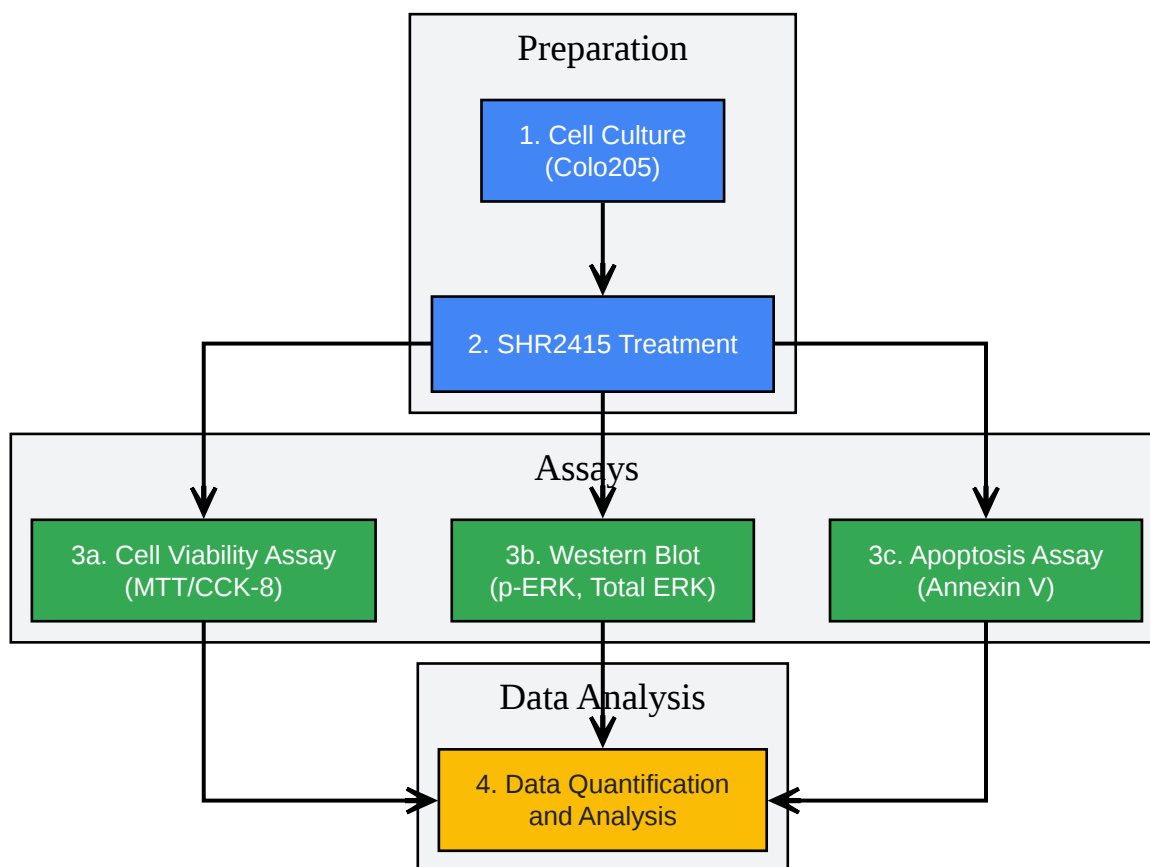 Preparation
1. Cell Culture
(Colo205)
2. SHR2415 Treatment
Assays
3a. Cell Viability Assay
(MTT/CCK-8)
3b. Western Blot
(p-ERK, Total ERK)
3c. Apoptosis Assay
(Annexin V)
Data Analysis
4. Data Quantification
and Analysis